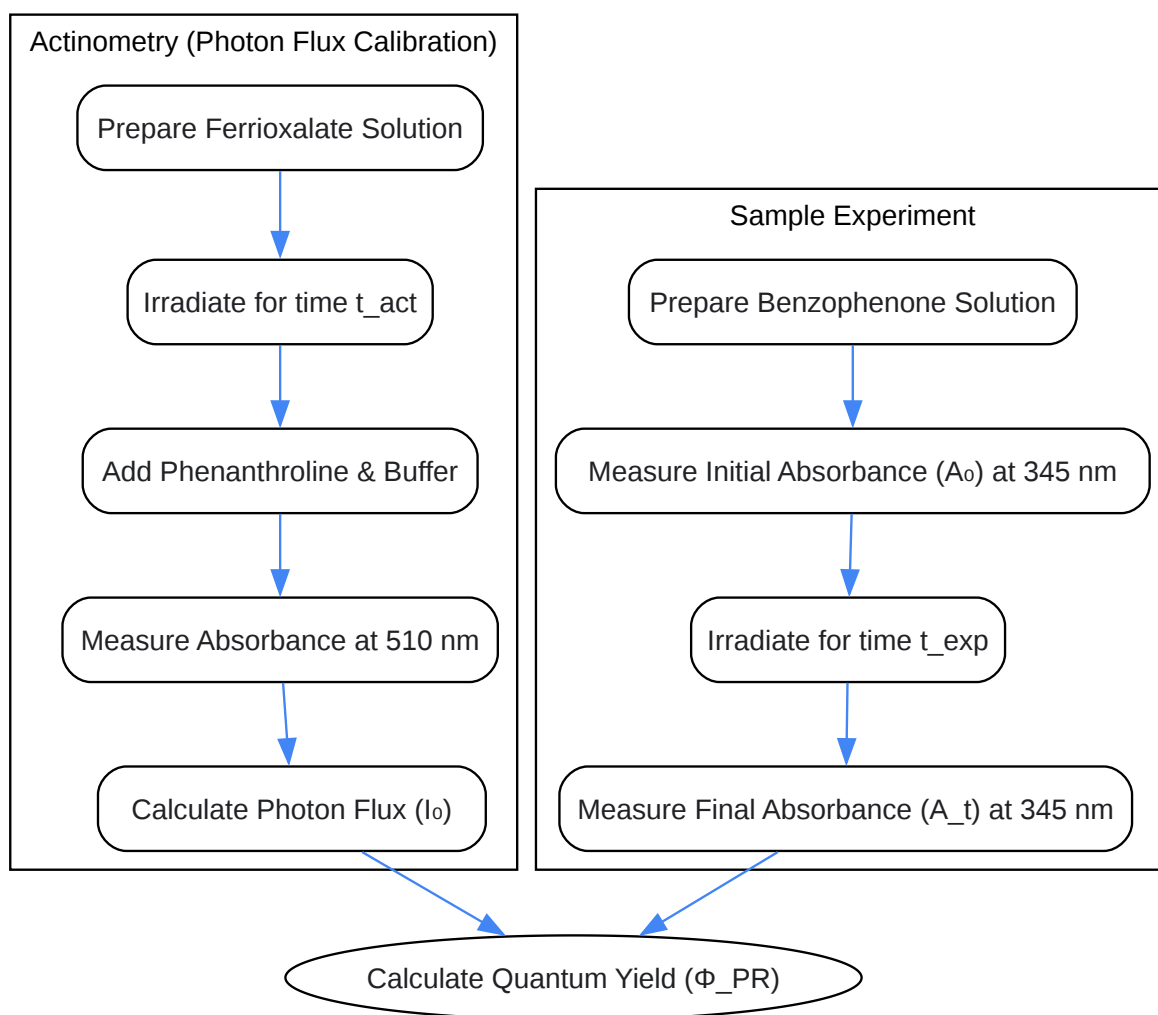 Actinometry (Photon Flux Calibration)
Prepare Ferrioxalate Solution
Irradiate for time t_act
Add Phenanthroline & Buffer
Measure Absorbance at 510 nm
Calculate Photon Flux (I₀)
Sample Experiment
Prepare Benzophenone Solution
Measure Initial Absorbance (A₀) at 345 nm
Irradiate for time t_exp
Measure Final Absorbance (A_t) at 345 nm
Calculate Quantum Yield (Φ_PR)